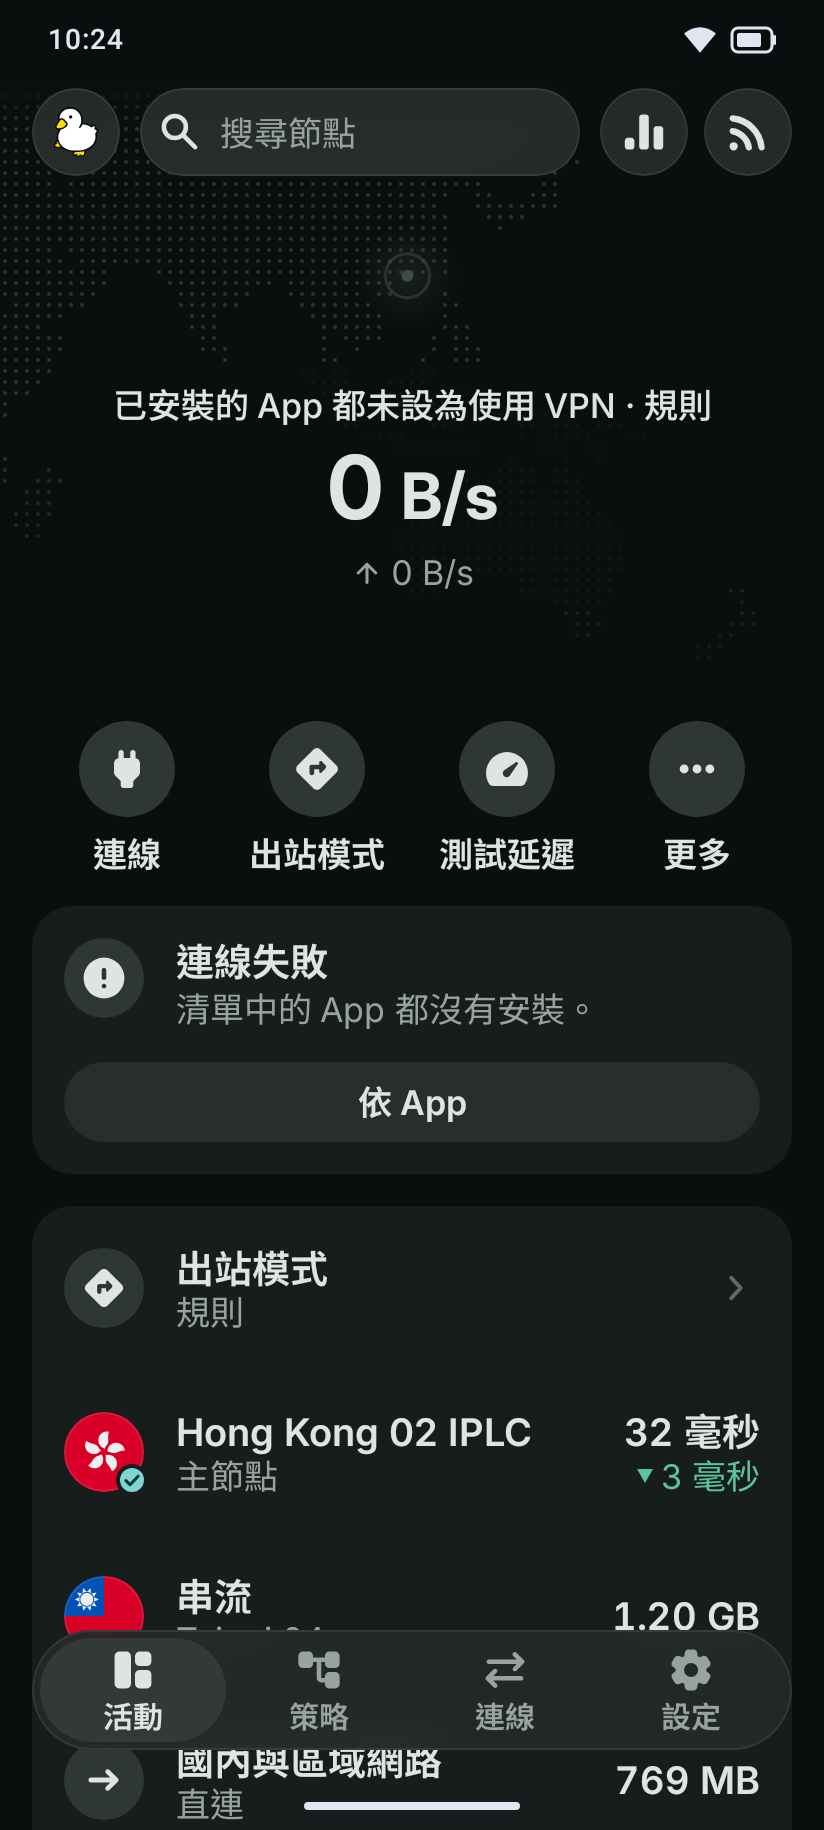 10:24
搜尋節點
已安裝的 App 都未設為使用 VPN · 規則
0 B/s
↑ 0 B/s
連線
出站模式
測試延遲
更多
連線失敗
清單中的 App 都沒有安裝。
依 App
出站模式
規則
Hong Kong 02 IPLC
32 毫秒
主節點
▼3 毫秒
串流
1.20 GB
活動
策略
連線
設定
國內與區域網路
769 MB
直連